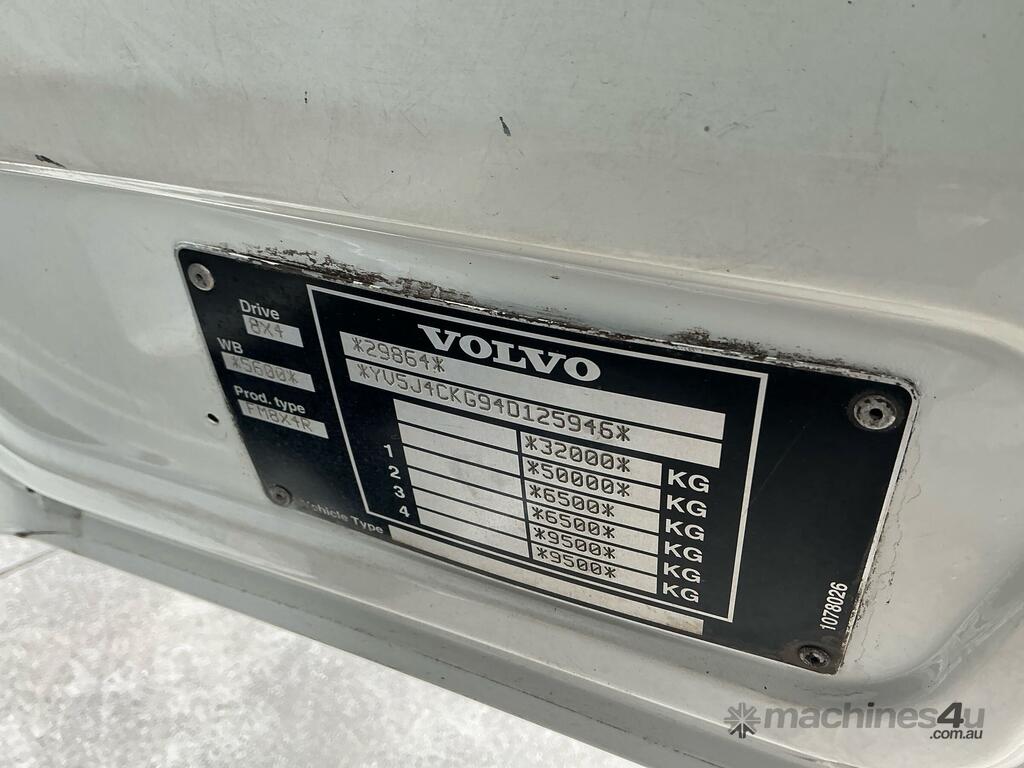 Drive
8X4
WB
*5600*
Prod. type
FM8X4R
VOLVO
*29864*
*YV5J4CKG94D125946*
*32000* KG
*50000* KG
1 *6500* KG
2 *6500* KG
3 *9500* KG
4 *9500* KG
Vehicle Type
1078026
machines4u
.com.au